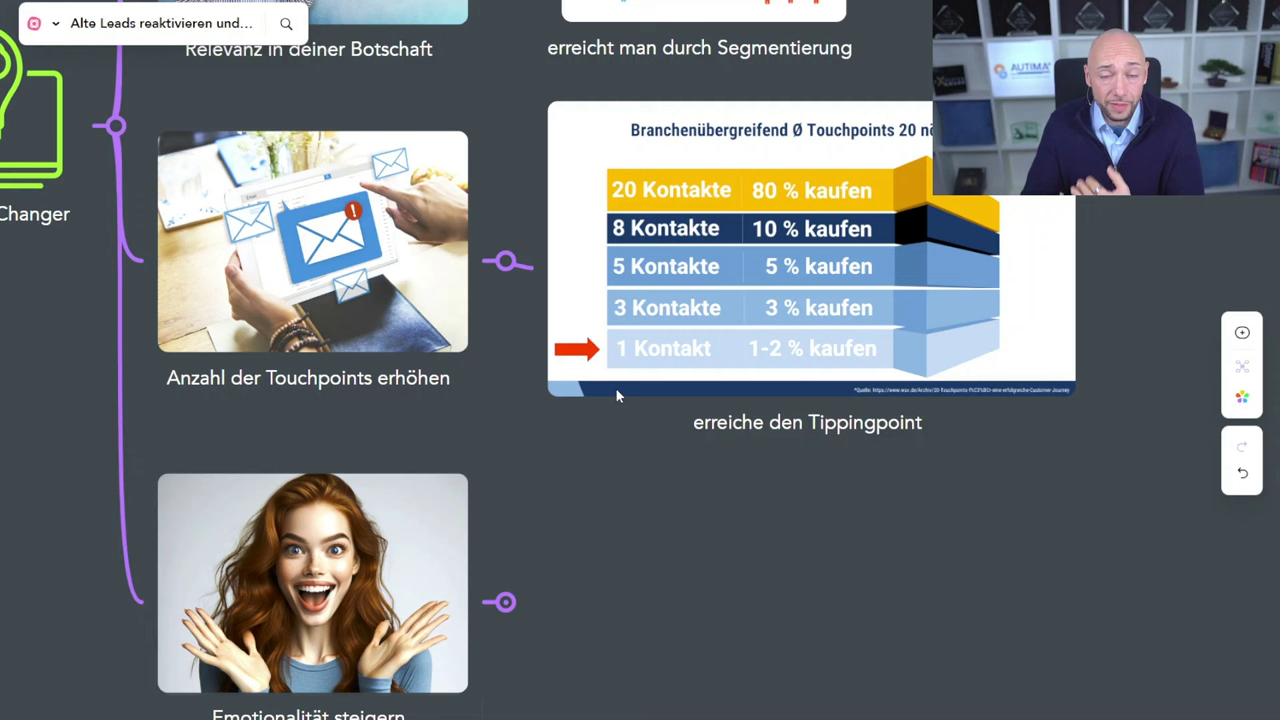 Alte Leads reaktivieren und...
Relevanz in deiner Botschaft
erreicht man durch Segmentierung
AUTIMA
Changer
Branchenübergreifend Ø Touchpoints 20
20 Kontakte 80 % kaufen
8 Kontakte 10 % kaufen
5 Kontakte 5 % kaufen
3 Kontakte 3 % kaufen
1 Kontakt 1-2 % kaufen
Anzahl der Touchpoints erhöhen
erreiche den Tippingpoint
Emotionalität steigern